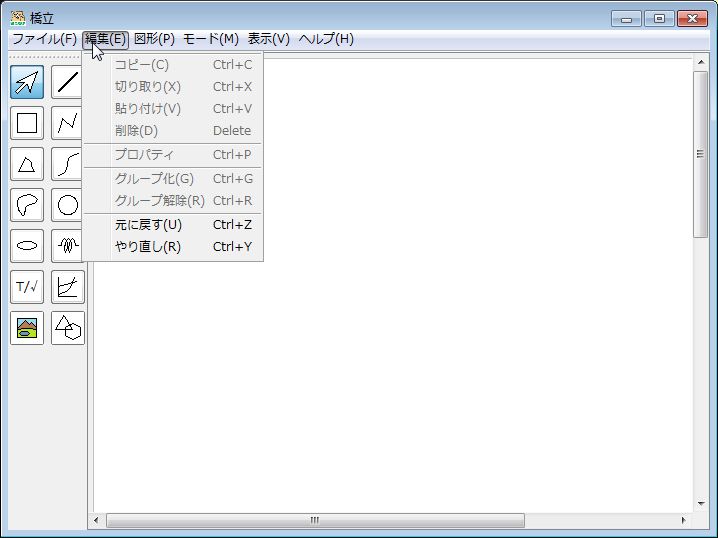 橋立
ファイル(F) 編集(E) 図形(P) モード(M) 表示(V) ヘルプ(H)
コピー(C) Ctrl+C
切り取り(X) Ctrl+X
貼り付け(V) Ctrl+V
削除(D) Delete
プロパティ Ctrl+P
グループ化(G) Ctrl+G
グループ解除(R) Ctrl+R
元に戻す(U) Ctrl+Z
やり直し(R) Ctrl+Y
T/√